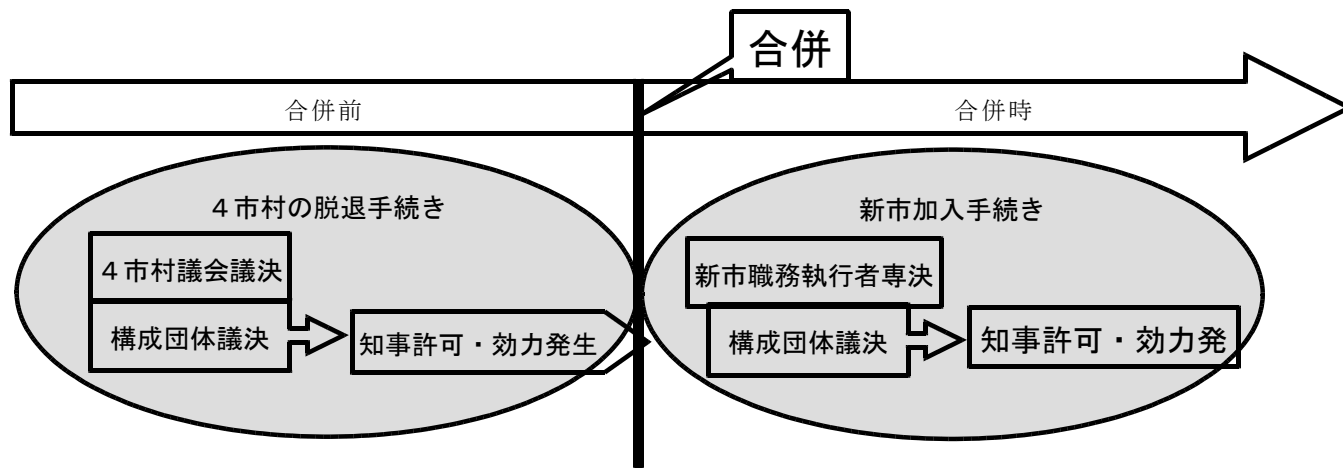 合併
合併前
合併時
４市村の脱退手続き
４市村議会議決
構成団体議決
知事許可・効力発生
新市加入手続き
新市職務執行者専決
構成団体議決
知事許可・効力発